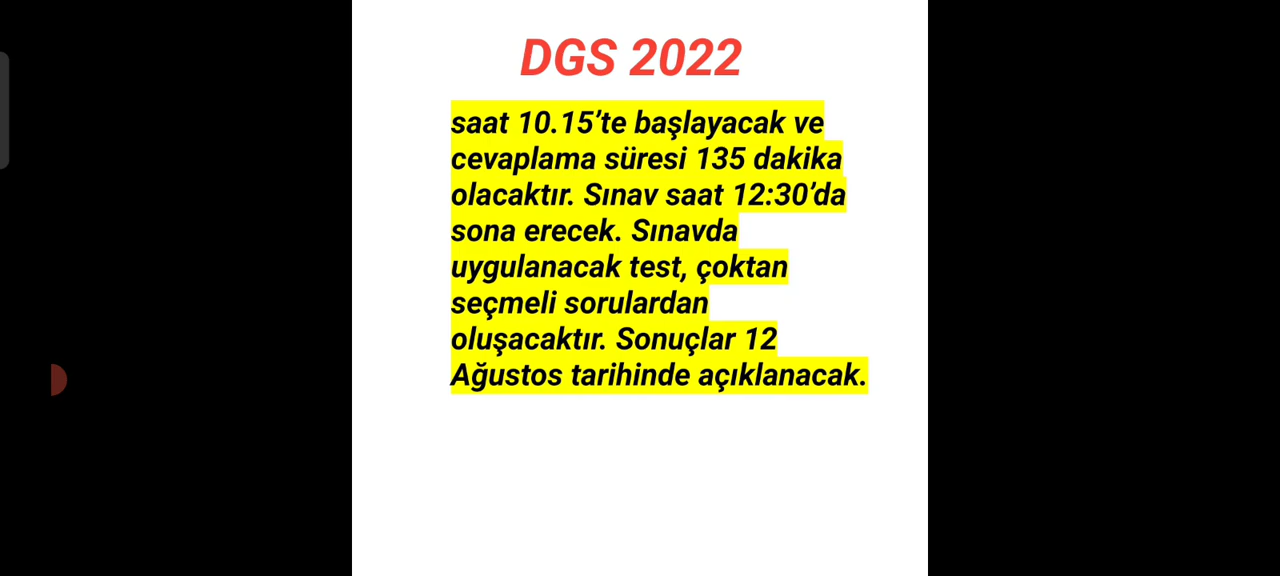 DGS 2022
saat 10.15’te başlayacak ve
cevaplama süresi 135 dakika
olacaktır. Sınav saat 12:30’da
sona erecek. Sınavda
uygulanacak test, çoktan
seçmeli sorulardan
oluşacaktır. Sonuçlar 12
Ağustos tarihinde açıklanacak.